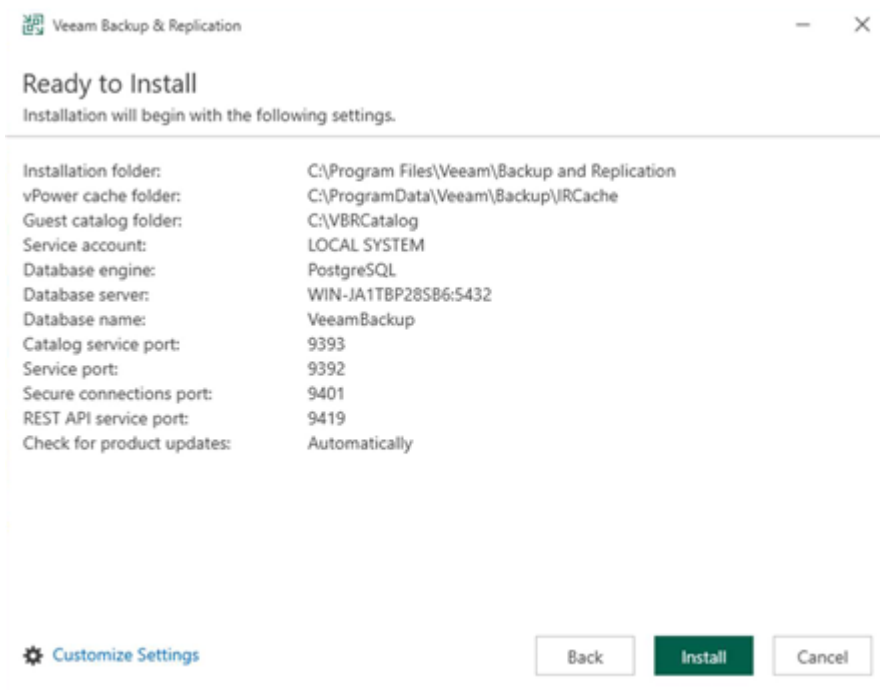 Veeam Backup & Replication
Ready to Install
Installation will begin with the following settings.
Installation folder: C:\Program Files\Veeam\Backup and Replication
vPower cache folder: C:\ProgramData\Veeam\Backup\IRCache
Guest catalog folder: C:\VBRCatalog
Service account: LOCAL SYSTEM
Database engine: PostgreSQL
Database server: WIN-JA1TBP28SB6:5432
Database name: VeeamBackup
Catalog service port: 9393
Service port: 9392
Secure connections port: 9401
REST API service port: 9419
Check for product updates: Automatically
Customize Settings Back Install Cancel